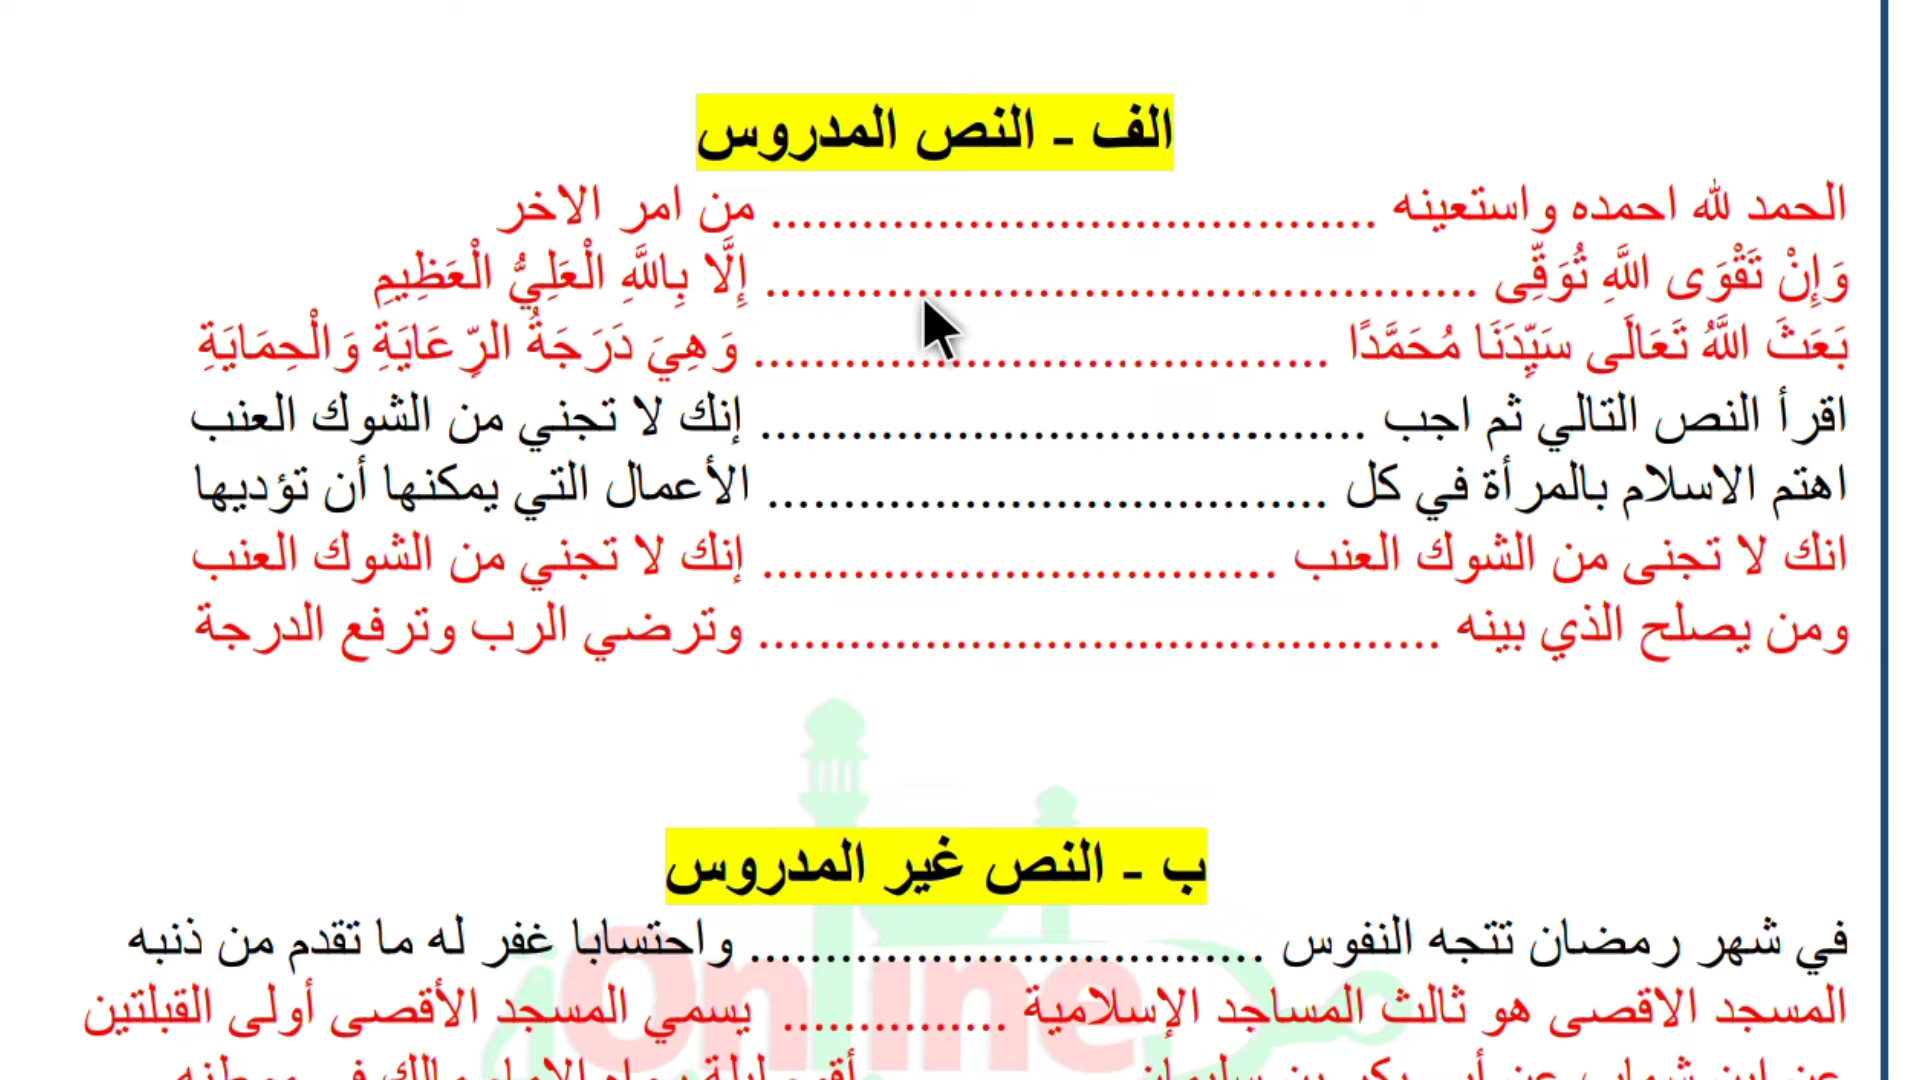 الف - النص المدروس
الحمد لله احمده واستعينه ........................................ من امر الاخر
وَإِنْ تَقْوَى اللَّهِ تُوَقِّى ............................................... إِلَّا بِاللَّهِ الْعَلِيُّ الْعَظِيمِ
بَعَثَ اللَّهُ تَعَالَى سَيِّدَنَا مُحَمَّدًا ...................................... وَهِيَ دَرَجَةُ الرِّعَايَةِ وَالْحِمَايَةِ
اقرأ النص التالي ثم اجب ........................................ إنك لا تجني من الشوك العنب
اهتم الاسلام بالمرأة في كل ..................................... الأعمال التي يمكنها أن تؤديها
انك لا تجنى من الشوك العنب .................................. إنك لا تجني من الشوك العنب
ومن يصلح الذي بينه ............................................. وترضي الرب وترفع الدرجة
ب - النص غير المدروس
في شهر رمضان تتجه النفوس .................................. واحتسابا غفر له ما تقدم من ذنبه
المسجد الاقصى هو ثالث المساجد الإسلامية ............... يسمي المسجد الأقصى أولى القبلتين
Online